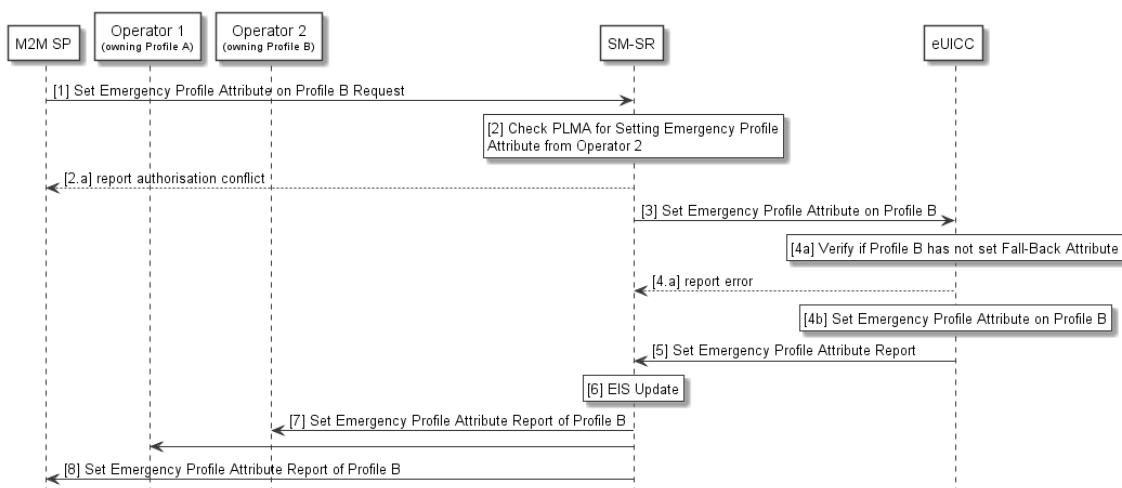 M2M SP
Operator 1
(owning Profile A)
Operator 2
(owning Profile B)
SM-SR
eUICC
[1] Set Emergency Profile Attribute on Profile B Request
[2] Check PLMA for Setting Emergency Profile
Attribute from Operator 2
[2.a] report authorisation conflict
[3] Set Emergency Profile Attribute on Profile B
[4a] Verify if Profile B has not set Fall-Back Attribute
[4.a] report error
[4b] Set Emergency Profile Attribute on Profile B
[5] Set Emergency Profile Attribute Report
[6] EIS Update
[7] Set Emergency Profile Attribute Report of Profile B
[8] Set Emergency Profile Attribute Report of Profile B